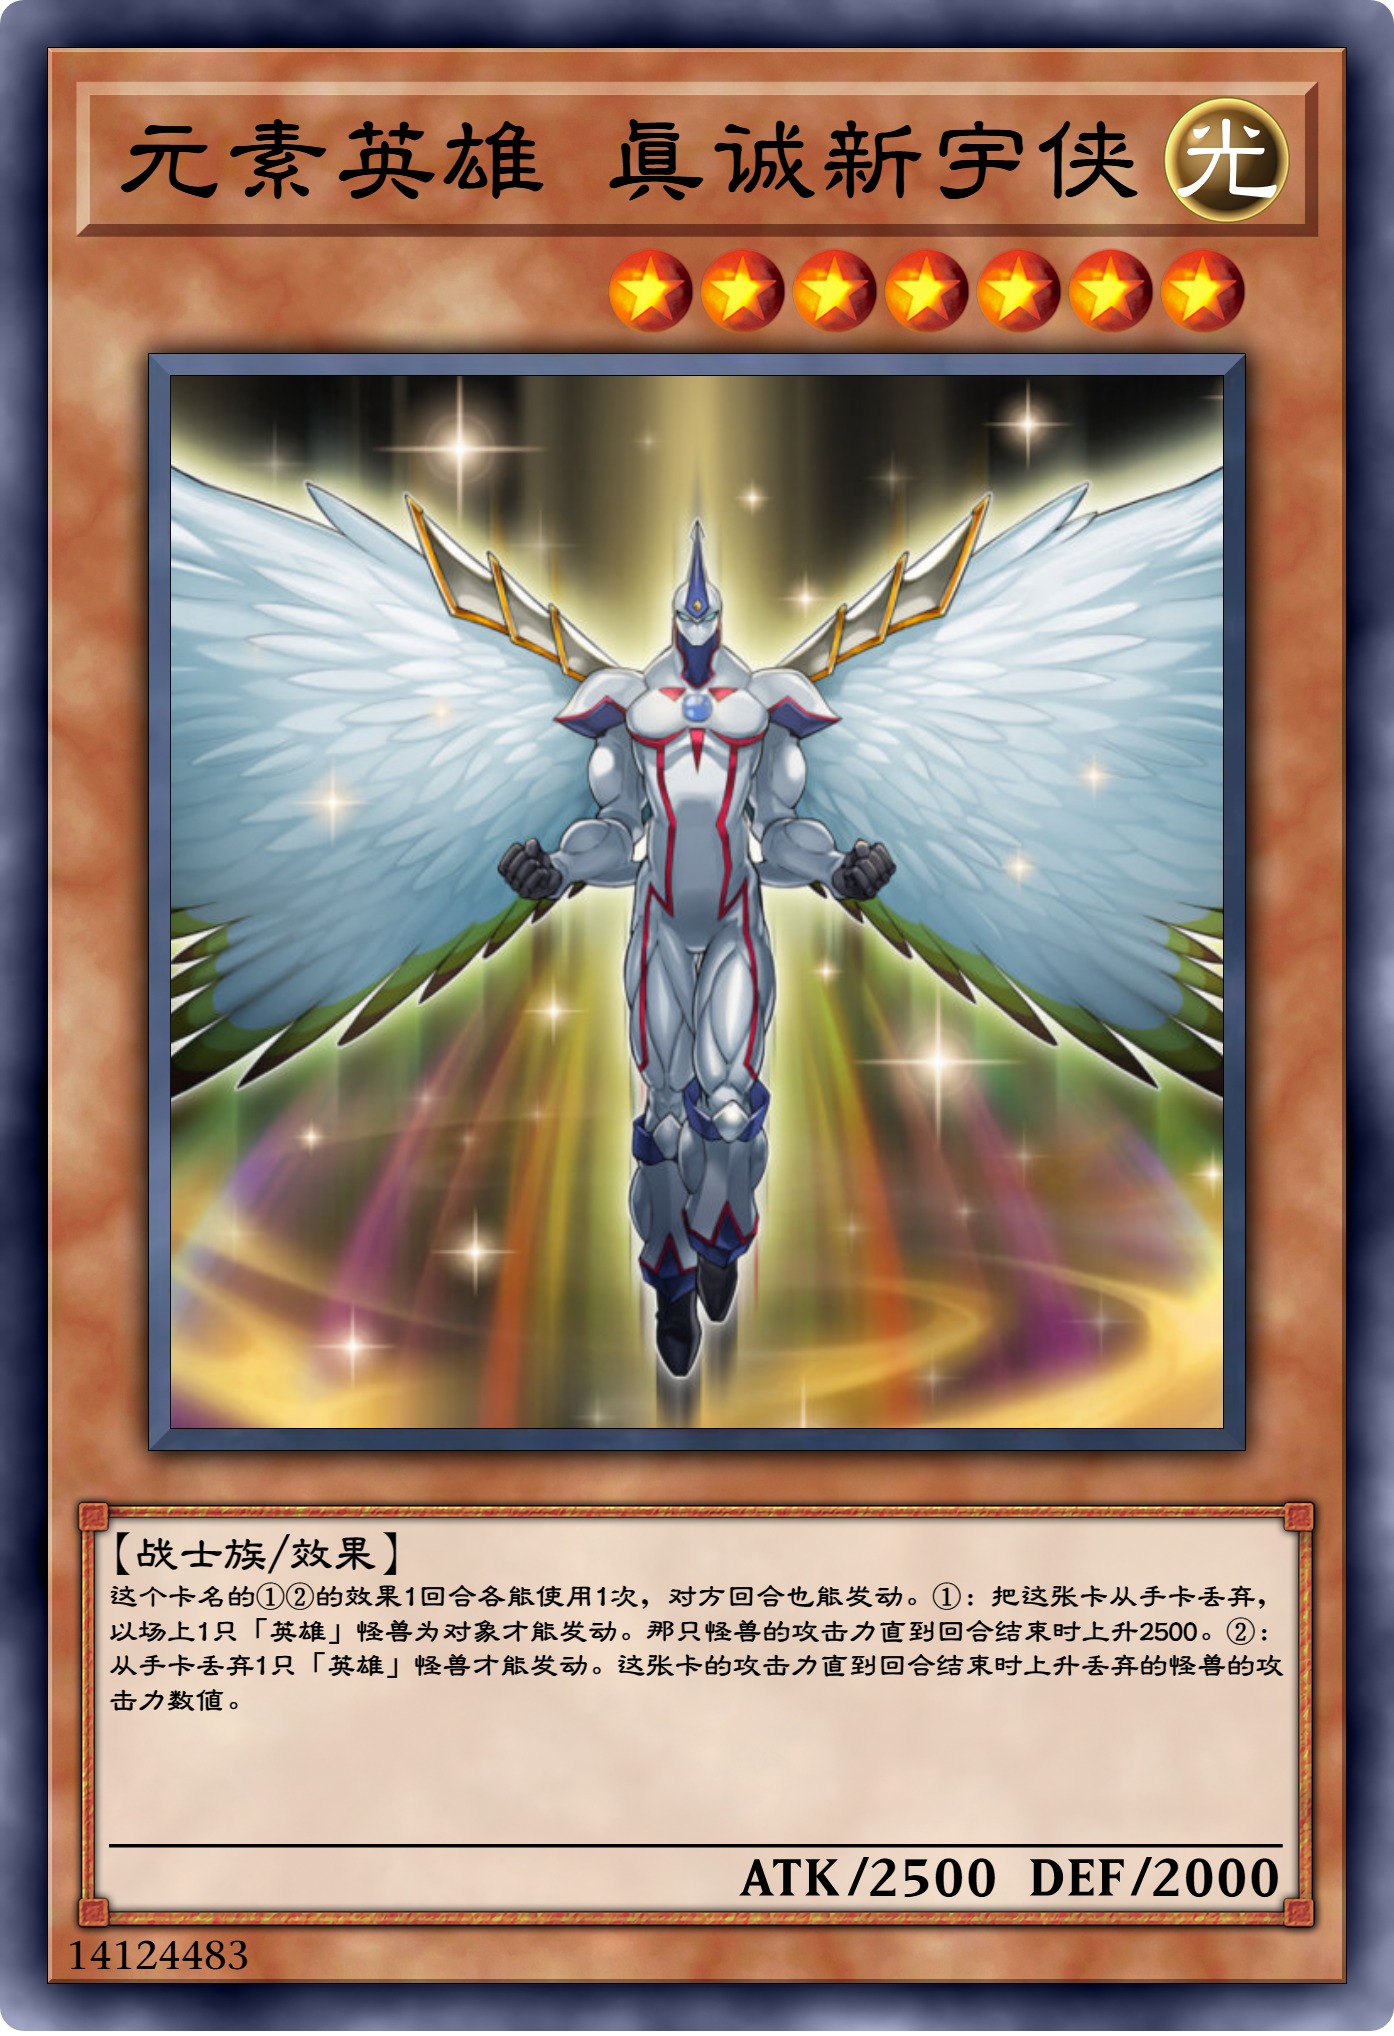 元素英雄 真诚新宇侠 光
【战士族/效果】
这个卡名的①②的效果1回合各能使用1次，对方回合也能发动。①：把这张卡从手卡丢弃，
以场上1只「英雄」怪兽为对象才能发动。那只怪兽的攻击力直到回合结束时上升2500。②：
从手卡丢弃1只「英雄」怪兽才能发动。这张卡的攻击力直到回合结束时上升丢弃的怪兽的攻
击力数值。
ATK/2500 DEF/2000
14124483